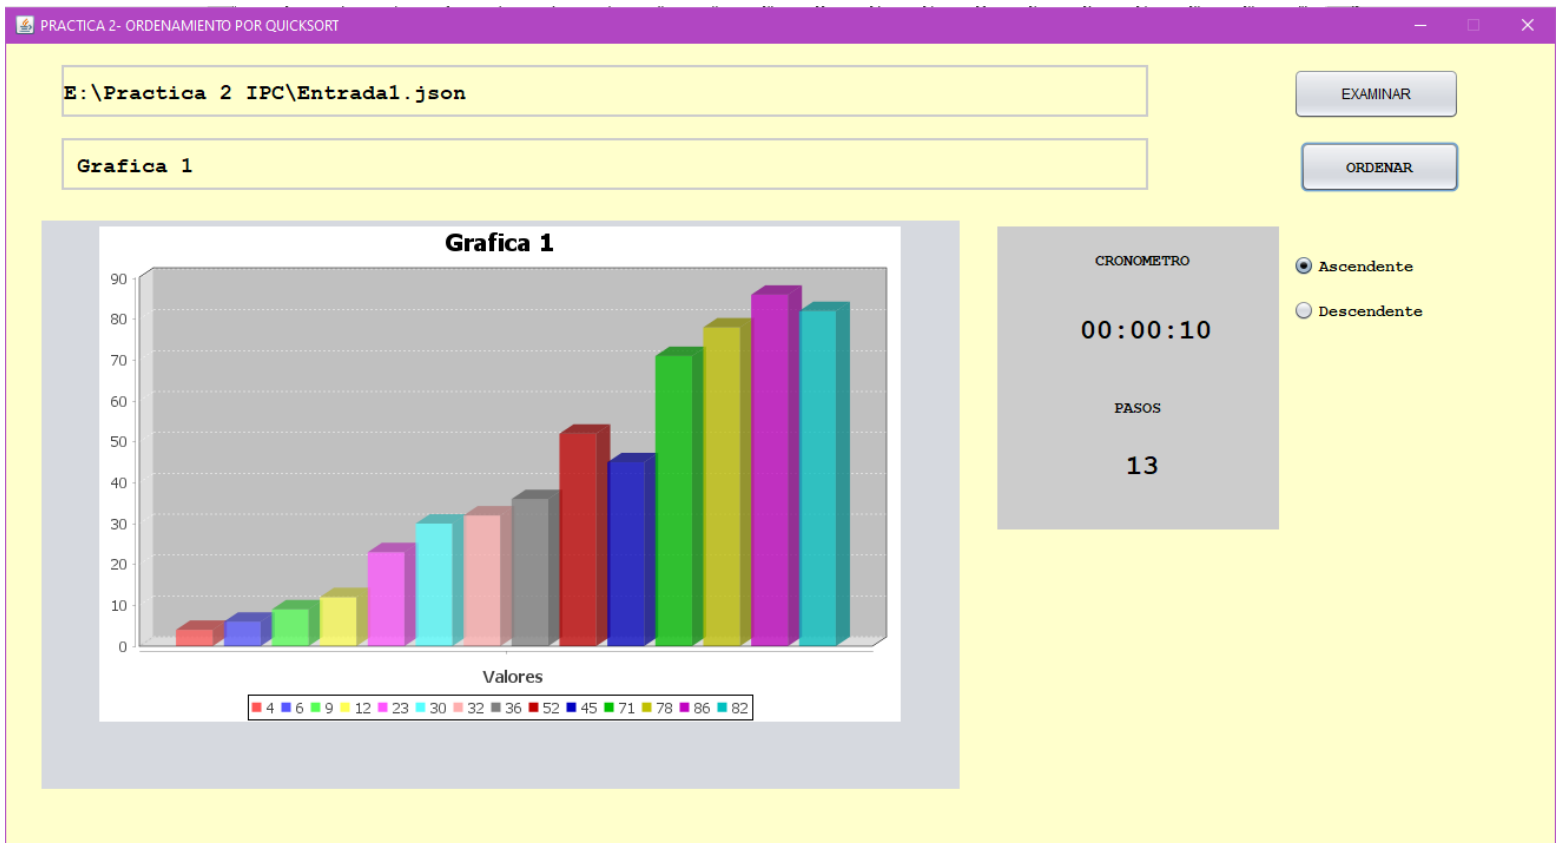 PRACTICA 2- ORDENAMIENTO POR QUICKSORT
E:\Practica 2 IPC\Entrada1.json
EXAMINAR
Grafica 1
ORDENAR
Grafica 1
90
80
70
60
50
40
30
20
10
0
Valores
4 6 9 12 23 30 32 36 52 45 71 78 86 82
CRONOMETRO
00:00:10
PASOS
13
Ascendente
Descendente